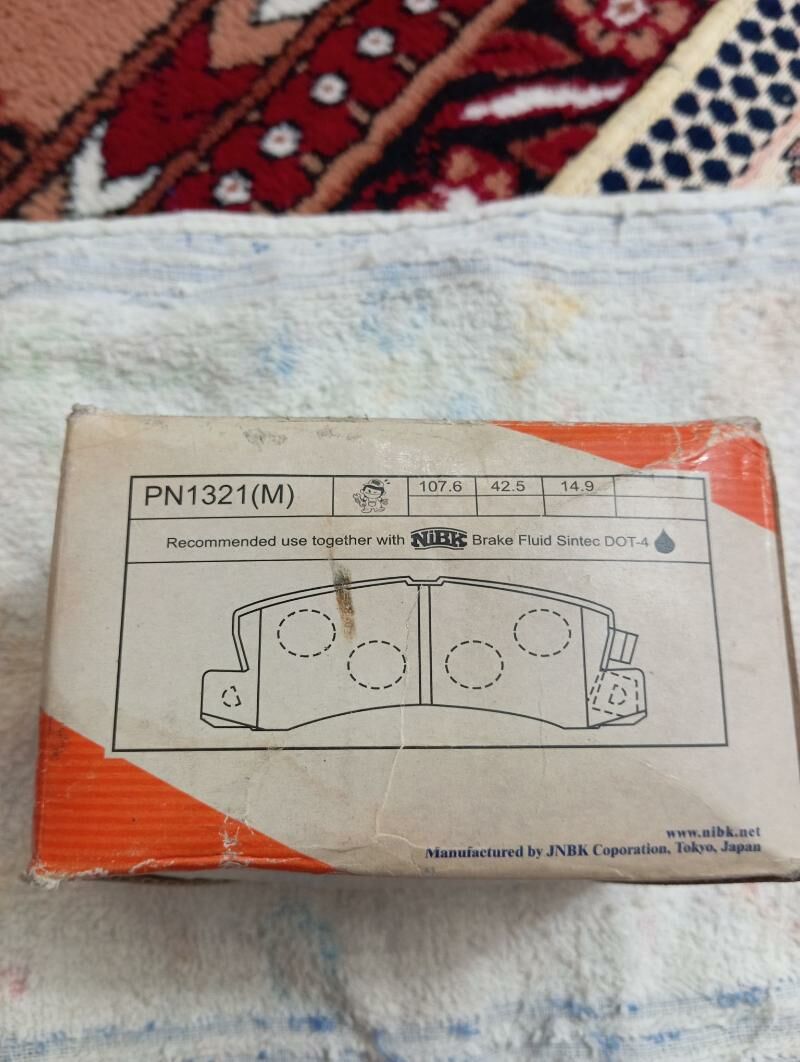 PN1321(M) 107.6 42.5 14.9
Recommended use together with NiBK Brake Fluid Sintec DOT-4
www.nibk.net
Manufactured by JNBK Coporation, Tokyo, Japan